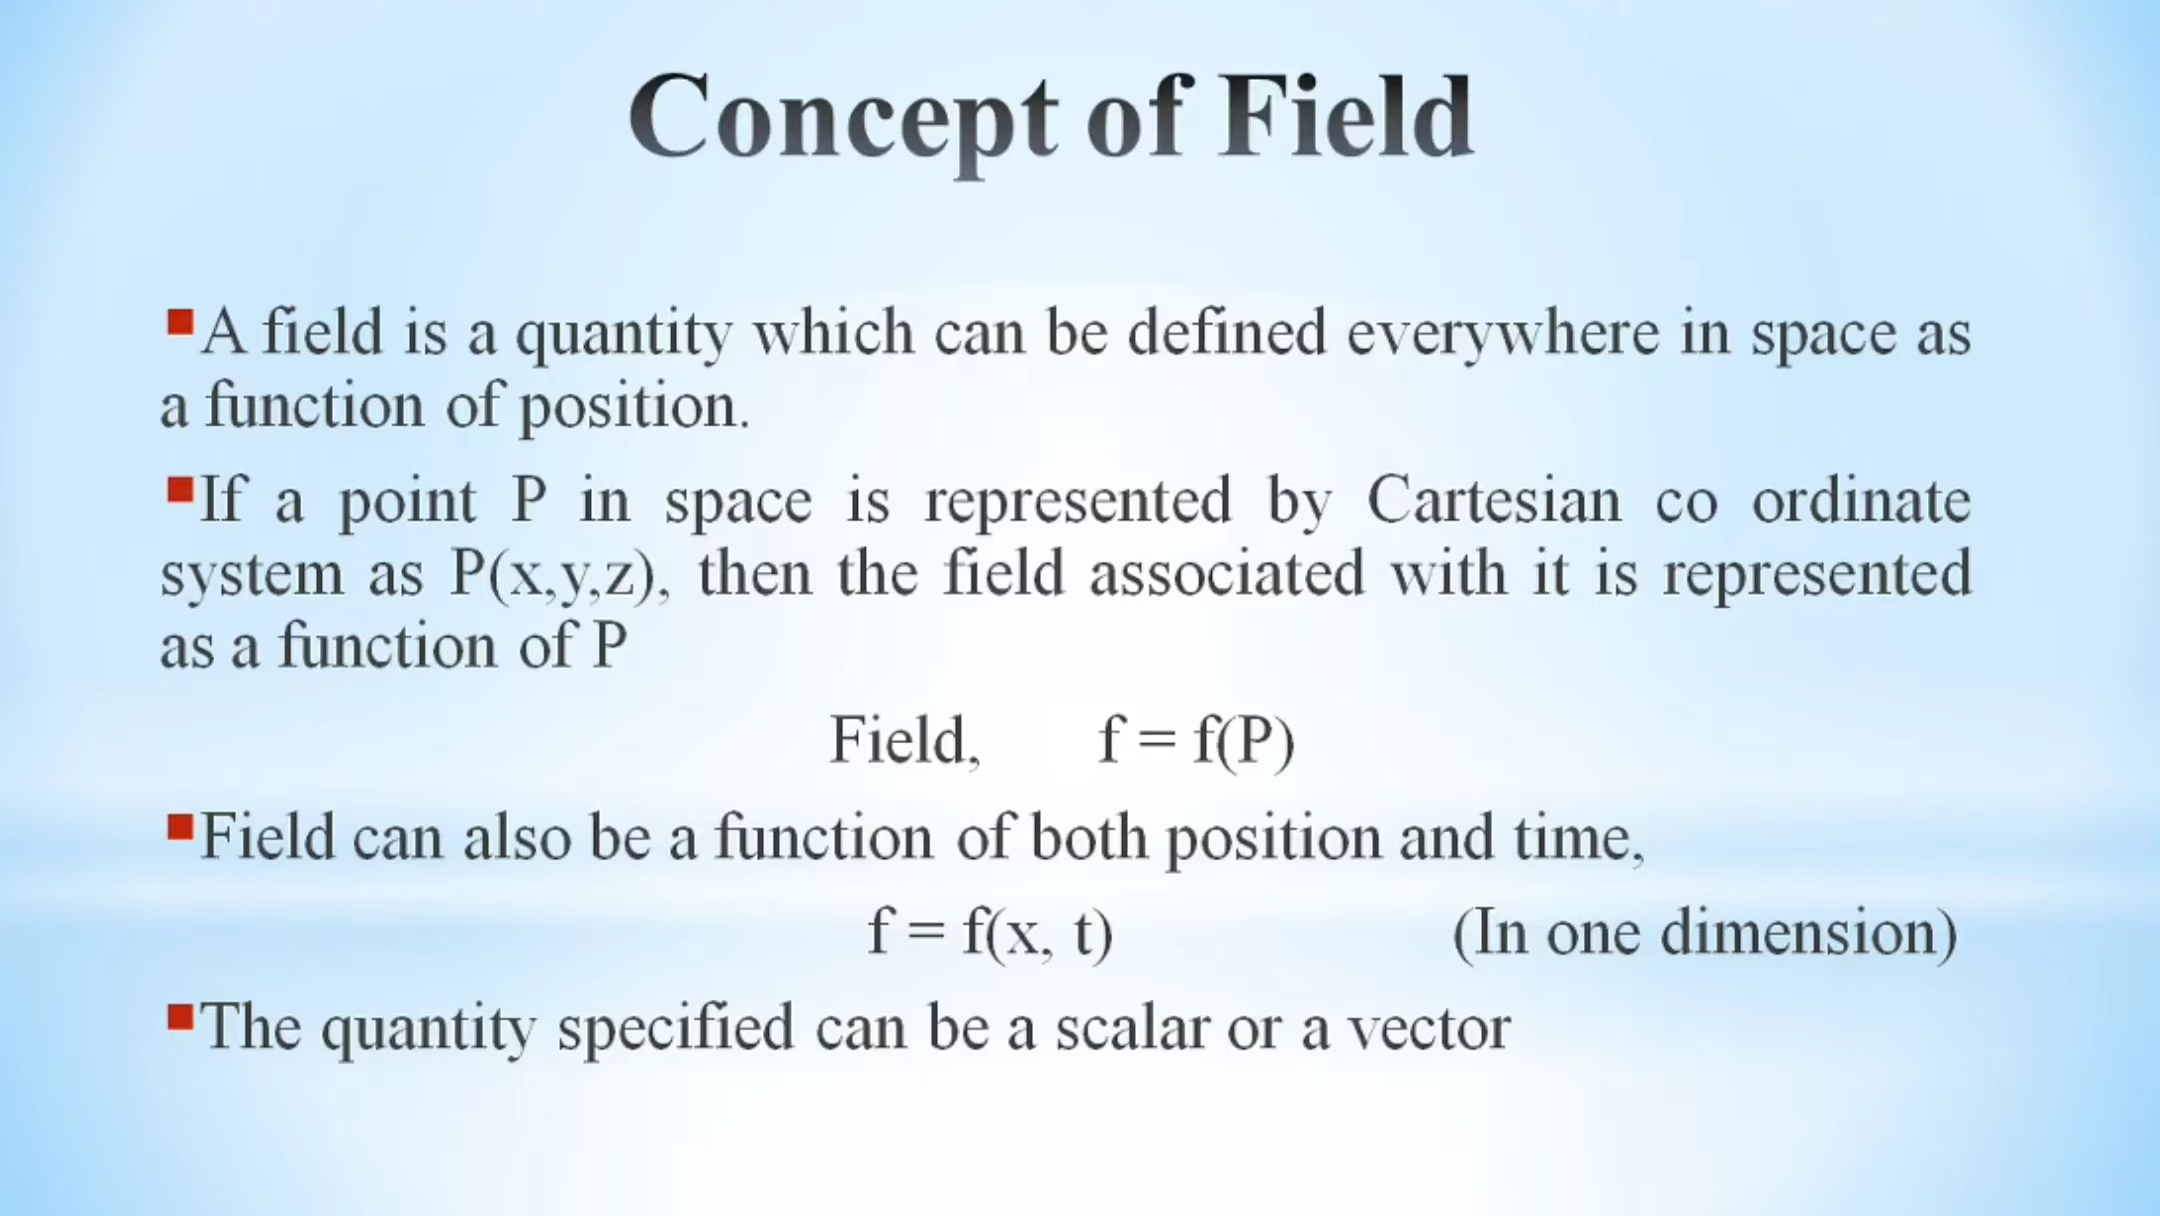 Concept of Field
▪A field is a quantity which can be defined everywhere in space as
a function of position.
▪If a point P in space is represented by Cartesian co ordinate
system as P(x,y,z), then the field associated with it is represented
as a function of P
Field, f = f(P)
▪Field can also be a function of both position and time,
f = f(x, t) (In one dimension)
▪The quantity specified can be a scalar or a vector